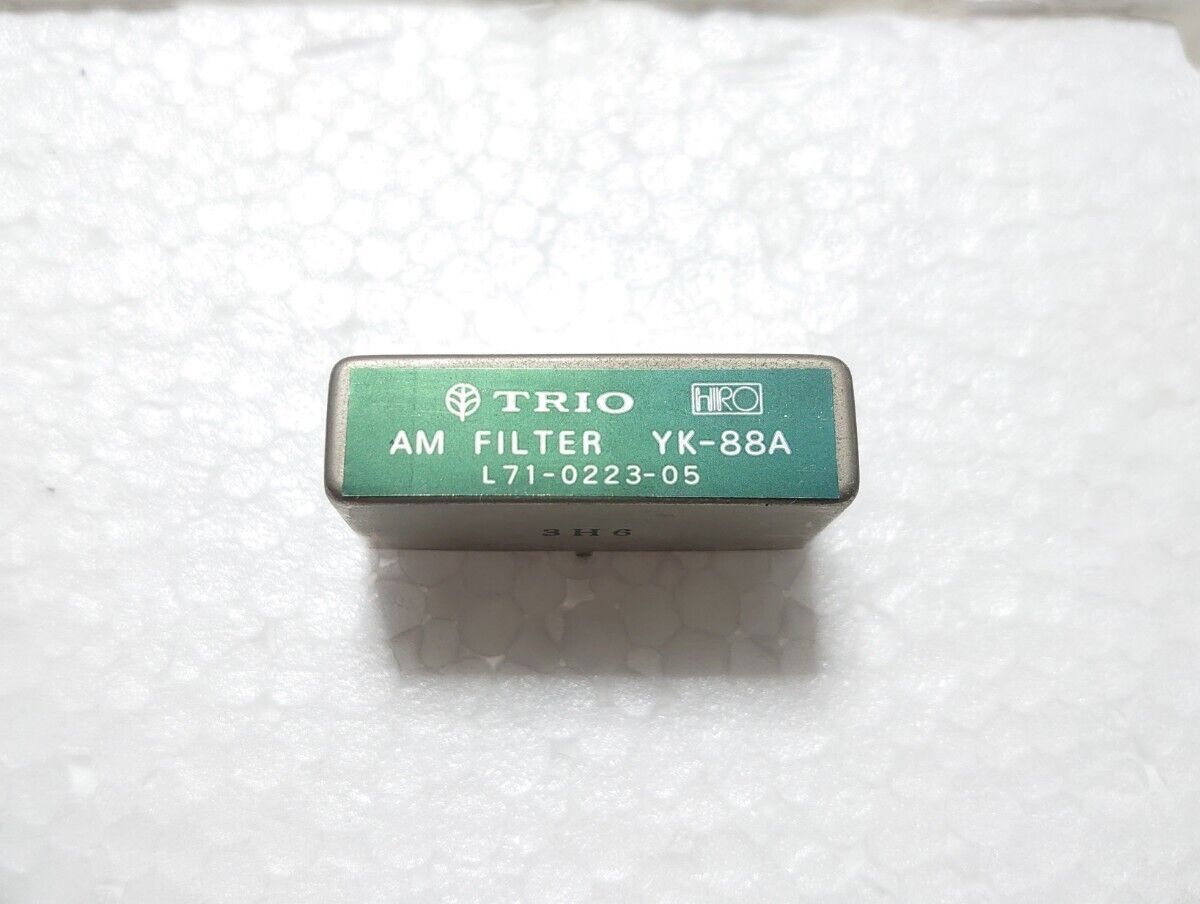 TRIO HIRO
AM FILTER YK-88A
L71-0223-05
3H6